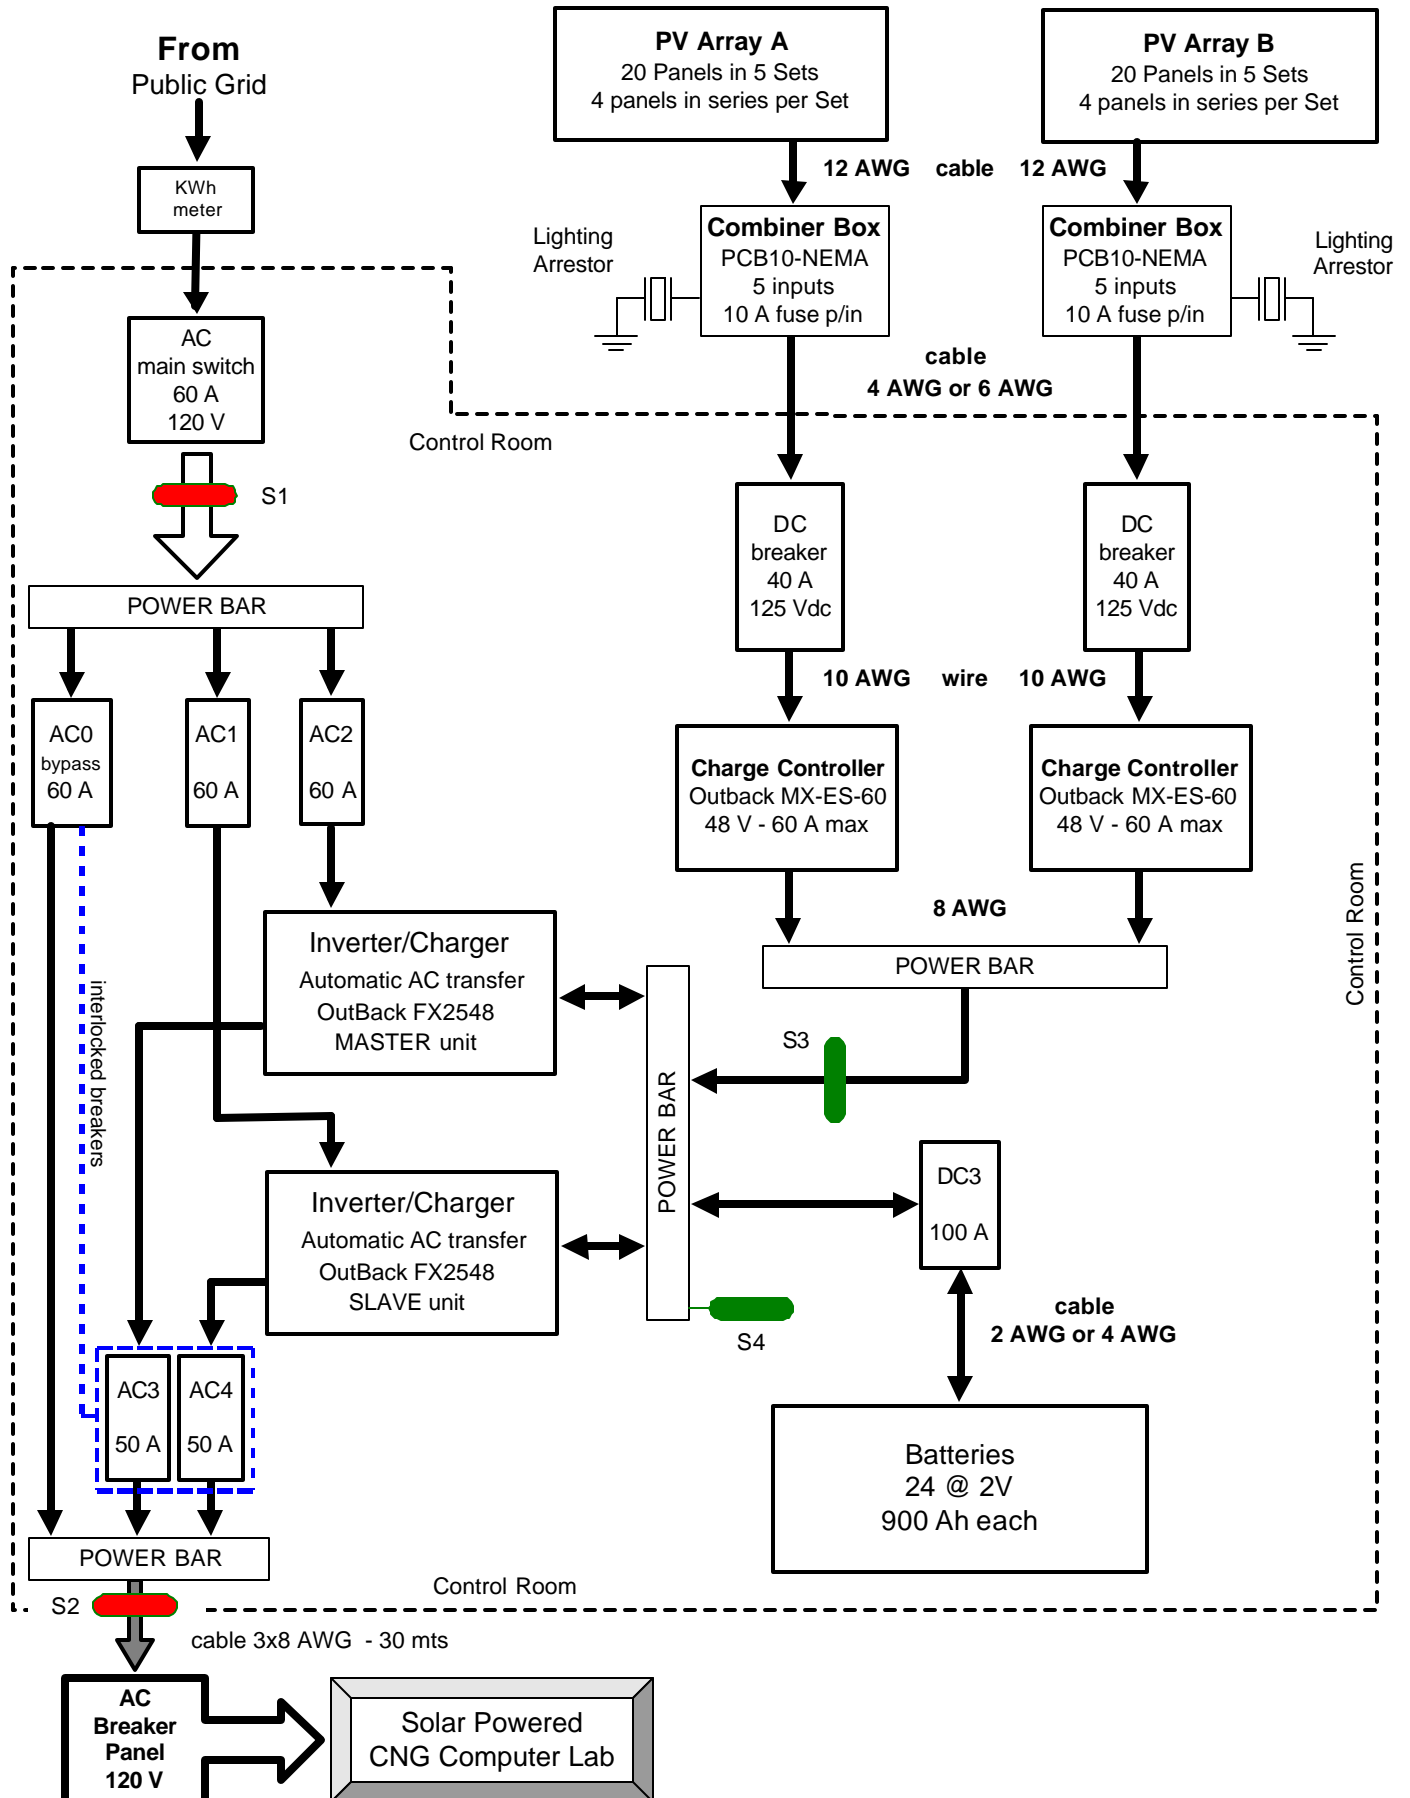 From
Public Grid
KWh
meter
AC
main switch
60 A
120 V
S1
POWER BAR
AC0
bypass
60 A
AC1
60 A
AC2
60 A
PV Array A
20 Panels in 5 Sets
4 panels in series per Set
PV Array B
20 Panels in 5 Sets
4 panels in series per Set
12 AWG cable 12 AWG
Lighting
Arrestor
Combiner Box
PCB10-NEMA
5 inputs
10 A fuse p/in
Combiner Box
PCB10-NEMA
5 inputs
10 A fuse p/in
Lighting
Arrestor
cable
4 AWG or 6 AWG
Control Room
DC
breaker
40 A
125 Vdc
DC
breaker
40 A
125 Vdc
10 AWG wire 10 AWG
Charge Controller
Outback MX-ES-60
48 V - 60 A max
Charge Controller
Outback MX-ES-60
48 V - 60 A max
8 AWG
POWER BAR
Control Room
interlocked breakers
Inverter/Charger
Automatic AC transfer
OutBack FX2548
MASTER unit
S3
POWER BAR
Inverter/Charger
Automatic AC transfer
OutBack FX2548
SLAVE unit
DC3
100 A
S4
cable
2 AWG or 4 AWG
AC3
50 A
AC4
50 A
Batteries
24 @ 2V
900 Ah each
POWER BAR
Control Room
S2
cable 3x8 AWG - 30 mts
AC
Breaker
Panel
120 V
Solar Powered
CNG Computer Lab